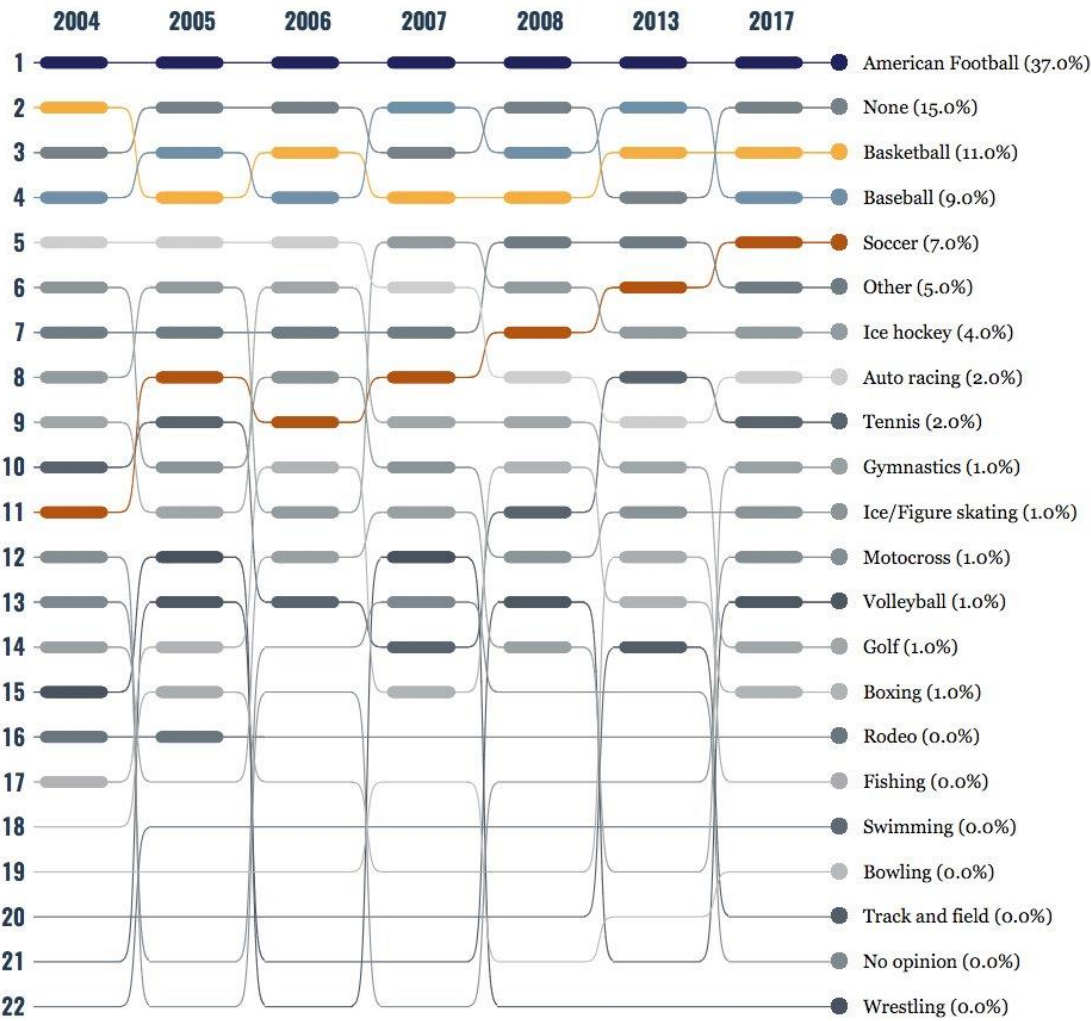 2004 2005 2006 2007 2008 2013 2017
1 American Football (37.0%)
2 None (15.0%)
3 Basketball (11.0%)
4 Baseball (9.0%)
5 Soccer (7.0%)
6 Other (5.0%)
7 Ice hockey (4.0%)
8 Auto racing (2.0%)
9 Tennis (2.0%)
10 Gymnastics (1.0%)
11 Ice/Figure skating (1.0%)
12 Motocross (1.0%)
13 Volleyball (1.0%)
14 Golf (1.0%)
15 Boxing (1.0%)
16 Rodeo (0.0%)
17 Fishing (0.0%)
18 Swimming (0.0%)
19 Bowling (0.0%)
20 Track and field (0.0%)
21 No opinion (0.0%)
22 Wrestling (0.0%)